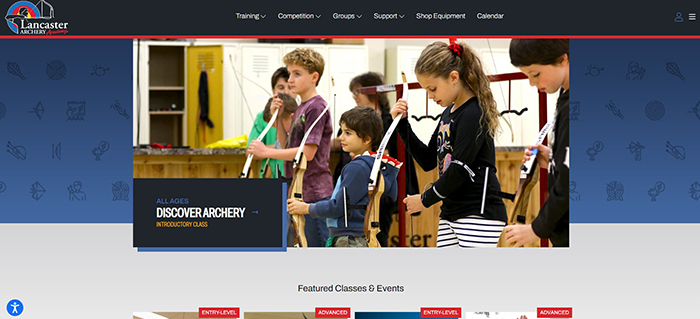 Lancaster
ARCHERY Academy
Training
Competition
Groups
Support
Shop Equipment
Calendar
ALL AGES
DISCOVER ARCHERY →
INTRODUCTORY CLASS
Featured Classes & Events
ENTRY-LEVEL
ADVANCED
ENTRY-LEVEL
ADVANCED